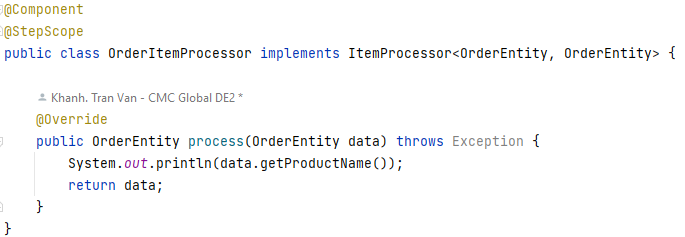 @Component
@StepScope
public class OrderItemProcessor implements ItemProcessor<OrderEntity, OrderEntity> {
Khanh. Tran Van - CMC Global DE2 *
@Override
public OrderEntity process(OrderEntity data) throws Exception {
System.out.println(data.getProductName());
return data;
}
}